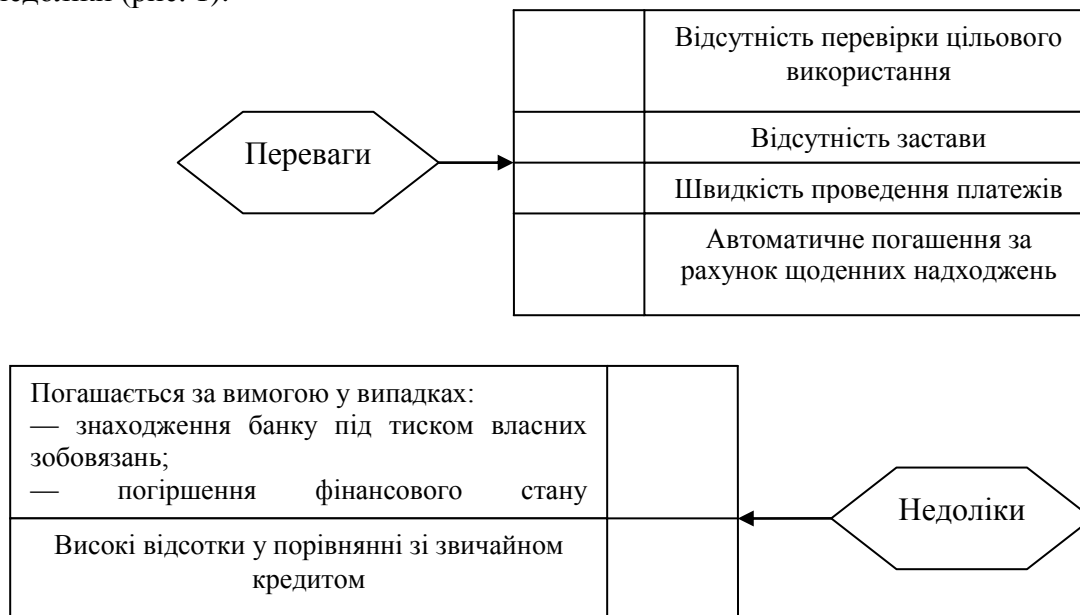 недоліки (рис. 1).
Відсутність перевірки цільового
використання
Переваги
Відсутність застави
Швидкість проведення платежів
Автоматичне погашення за
рахунок щоденних надходжень
Погашається за вимогою у випадках:
— знаходження банку під тиском власних
зобовязань;
— погіршення фінансового стану
Недоліки
Високі відсотки у порівнянні зі звичайном
кредитом